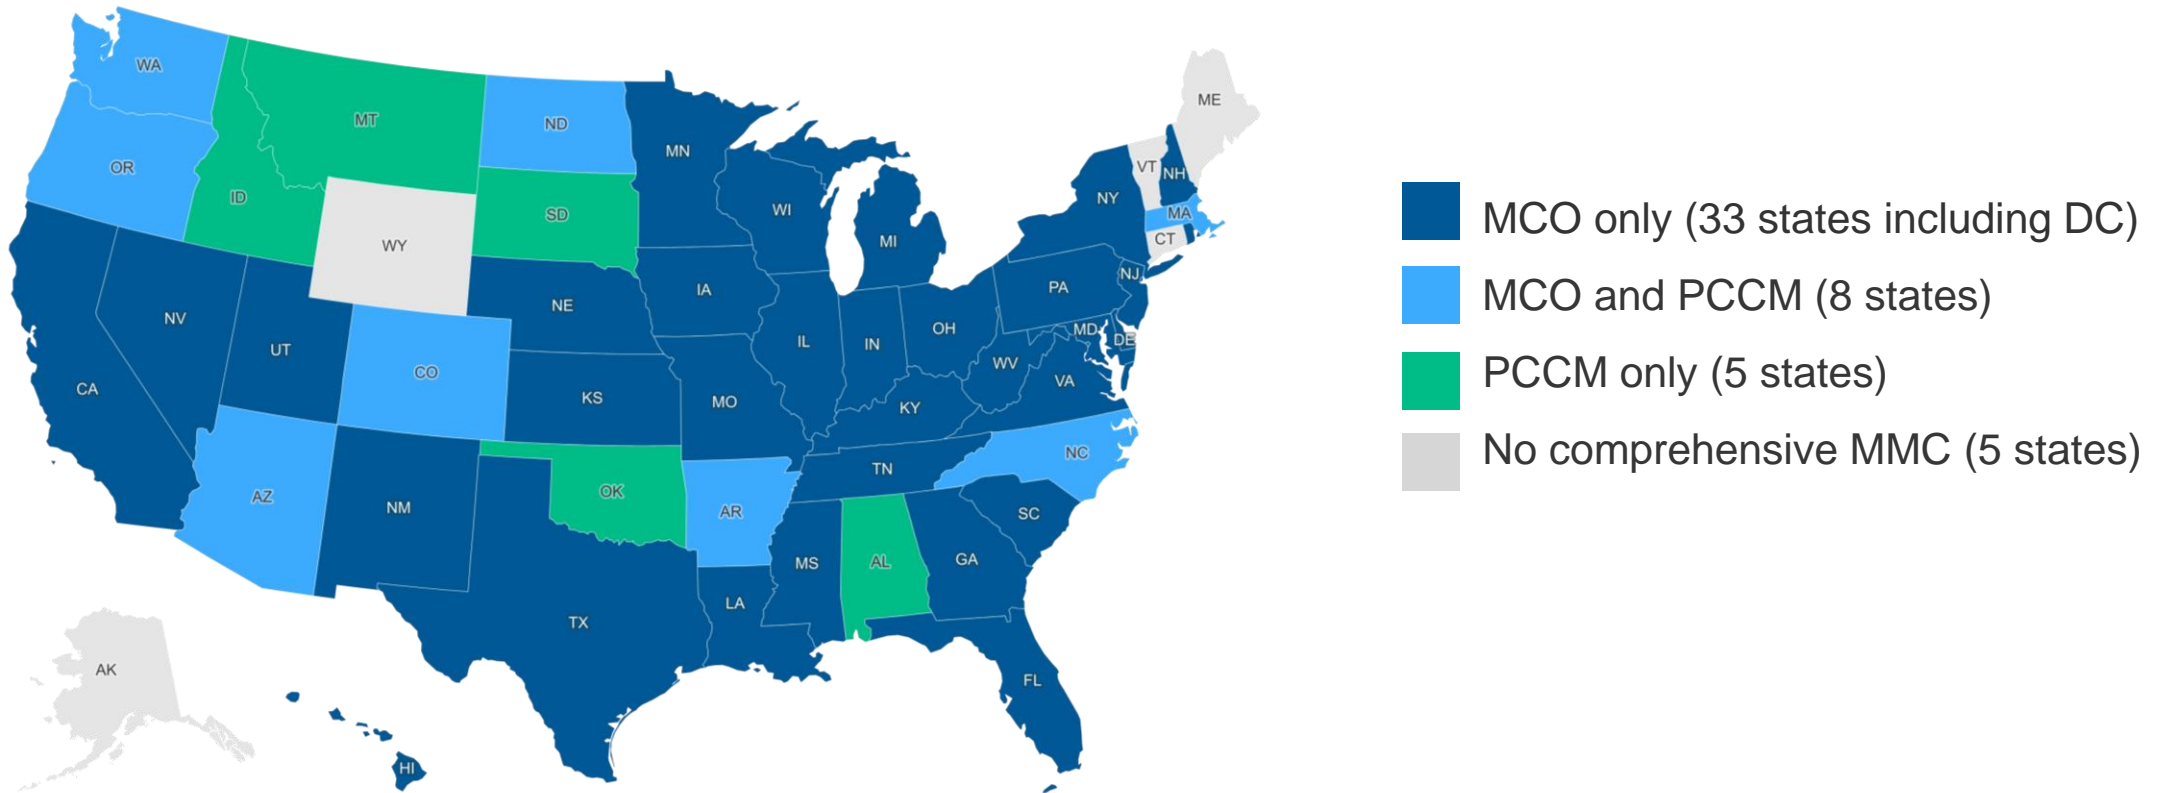 WA
MT
ND
OR
ID
SD
WY
MN
WI
MI
ME
VT
NH
NY
MA
CT
NV
UT
CA
CO
NE
IA
KS
MO
IL
IN
OH
PA
NJ
MD
DE
WV
VA
KY
AZ
NM
OK
AR
TN
NC
SC
MS
AL
GA
LA
TX
FL
AK
HI
MCO only (33 states including DC)
MCO and PCCM (8 states)
PCCM only (5 states)
No comprehensive MMC (5 states)